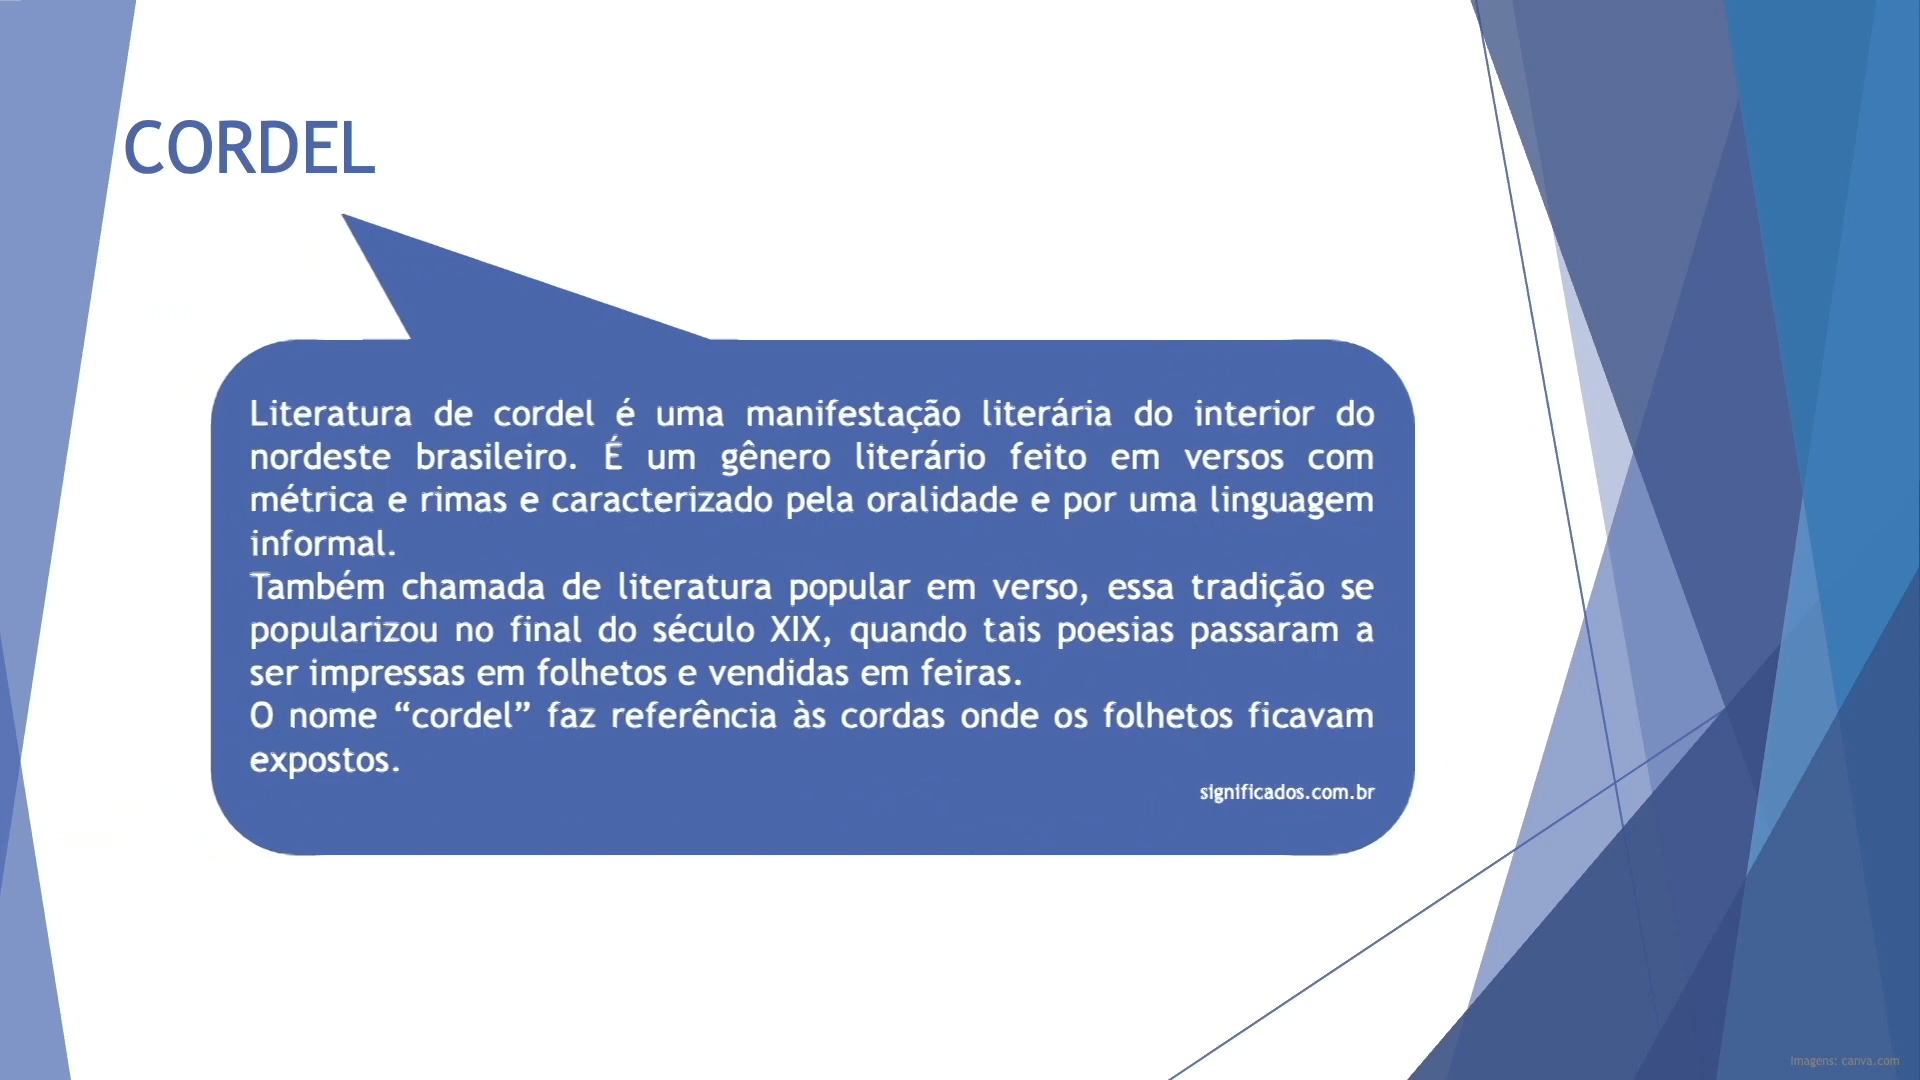 CORDEL
Literatura de cordel é uma manifestação literária do interior do
nordeste brasileiro. É um gênero literário feito em versos com
métrica e rimas e caracterizado pela oralidade e por uma linguagem
informal.
Também chamada de literatura popular em verso, essa tradição se
popularizou no final do século XIX, quando tais poesias passaram a
ser impressas em folhetos e vendidas em feiras.
O nome “cordel” faz referência às cordas onde os folhetos ficavam
expostos.
significados.com.br
Imagens: canva.com